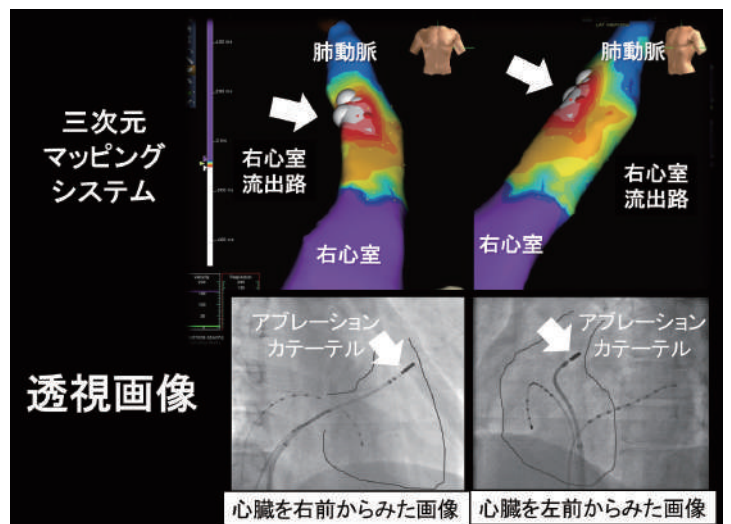 三次元
マッピング
システム
肺動脈
右心室
流出路
右心室
肺動脈
右心室
流出路
右心室
透視画像
アブレーション
カテーテル
アブレーション
カテーテル
心臓を右前からみた画像
心臓を左前からみた画像